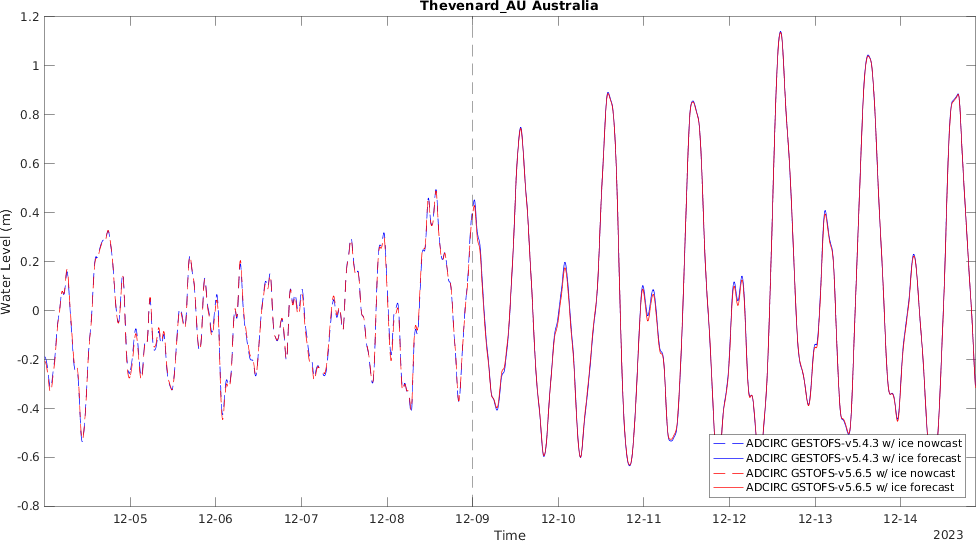 Thevenard_AU Australia
1.2
1
0.8
0.6
0.4
0.2
0
-0.2
-0.4
-0.6
-0.8
Water Level (m)
ADCIRC GESTOFS-v5.4.3 w/ ice nowcast
ADCIRC GESTOFS-v5.4.3 w/ ice forecast
ADCIRC GSTOFS-v5.6.5 w/ ice nowcast
ADCIRC GSTOFS-v5.6.5 w/ ice forecast
12-05 12-06 12-07 12-08 12-09 12-10 12-11 12-12 12-13 12-14
Time
2023